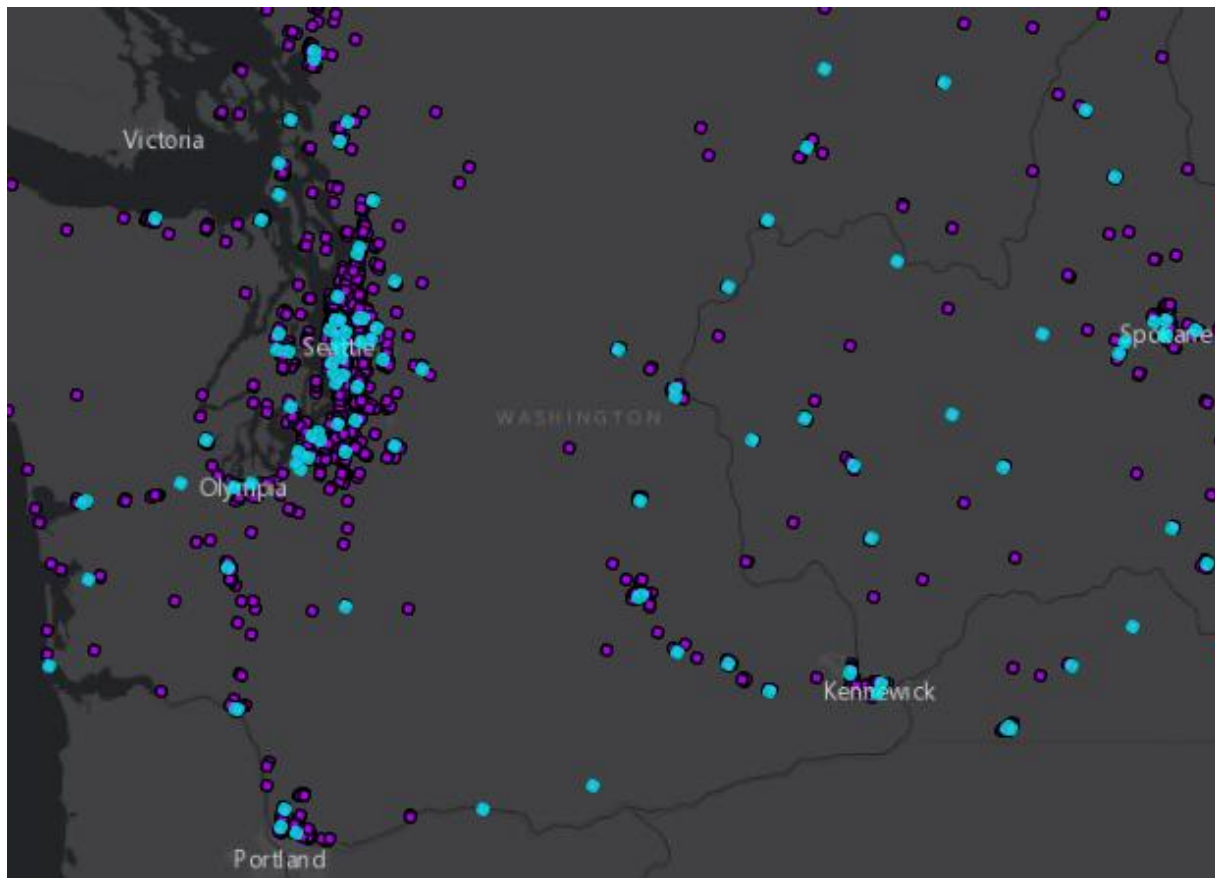 Victoria
Seattle
Spokane
WASHINGTON
Olympia
Kennewick
Portland